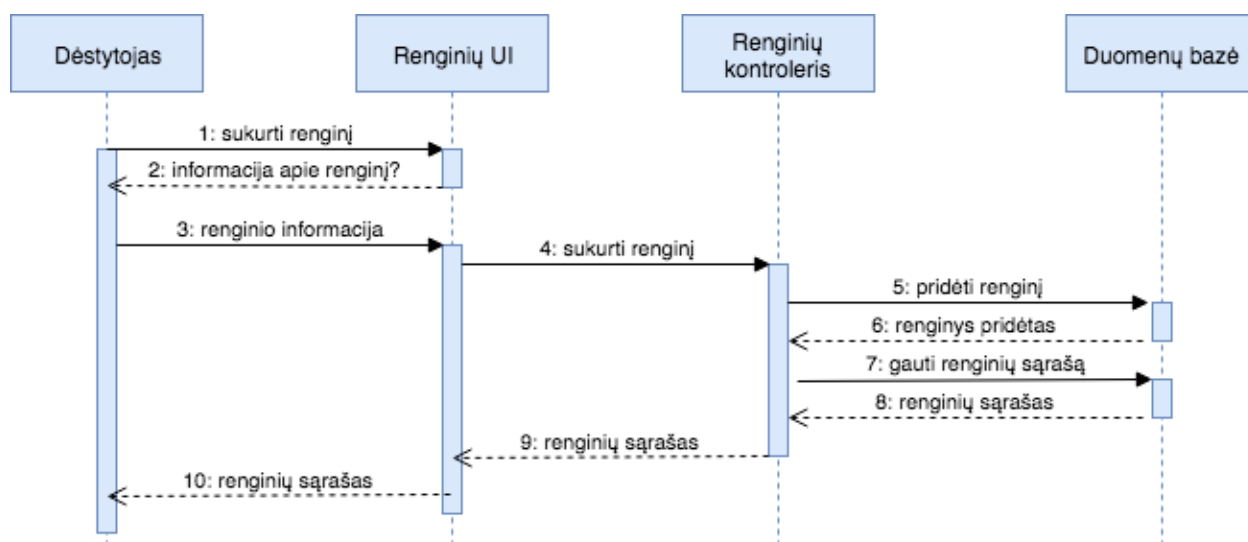 Dėstytojas
Renginių UI
Renginių
kontroleris
Duomenų bazė
1: sukurti renginį
2: informacija apie renginį?
3: renginio informacija
4: sukurti renginį
5: pridėti renginį
6: renginys pridėtas
7: gauti renginių sąrašą
8: renginių sąrašas
9: renginių sąrašas
10: renginių sąrašas